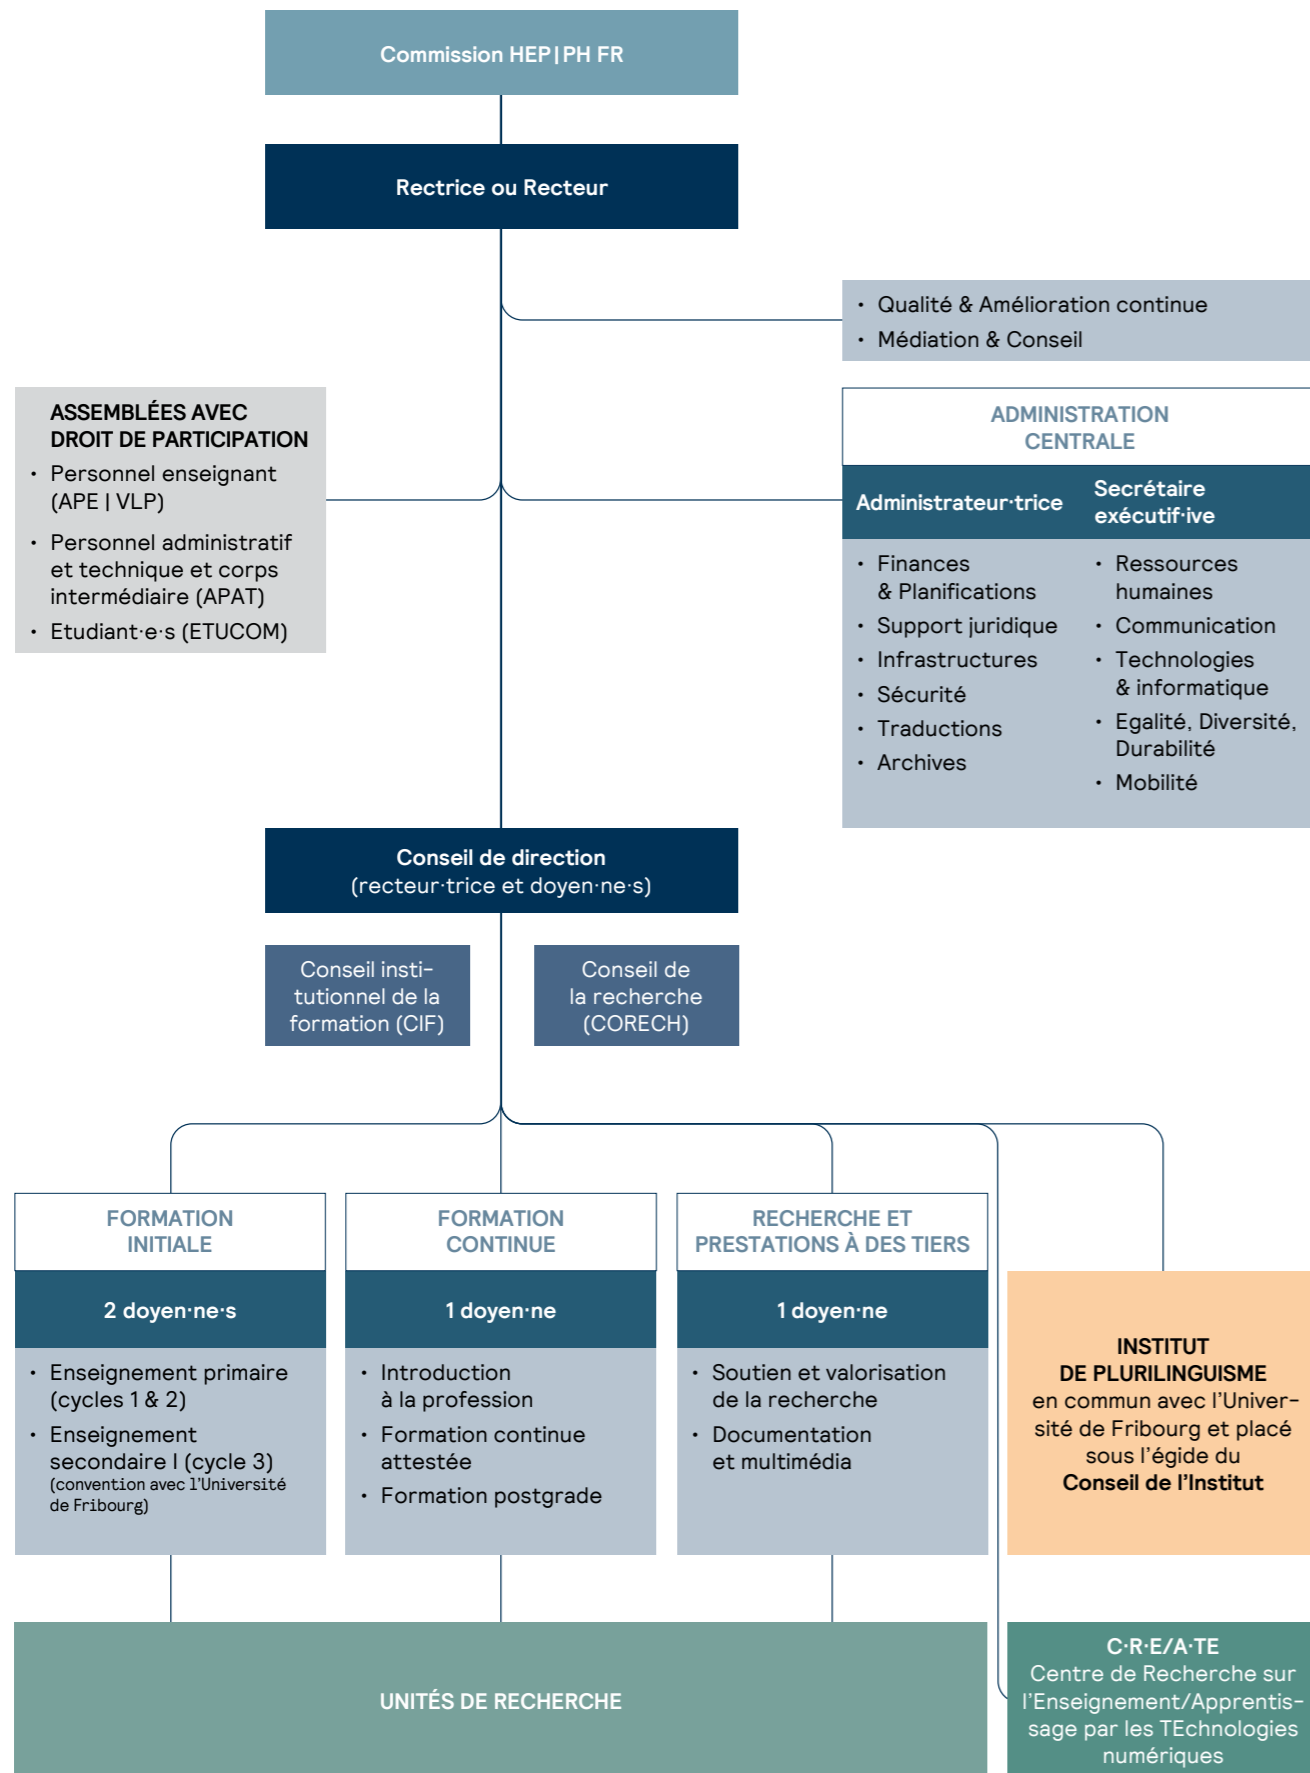 Commission HEP|PH FR
Rectrice ou Recteur
• Qualité & Amélioration continue
• Médiation & Conseil
ASSEMBLÉES AVEC
DROIT DE PARTICIPATION
• Personnel enseignant
(APE | VLP)
• Personnel administratif
et technique et corps
intermédiaire (APAT)
• Etudiant·e·s (ETUCOM)
ADMINISTRATION
CENTRALE
Administrateur·trice
• Finances
& Planifications
• Support juridique
• Infrastructures
• Sécurité
• Traductions
• Archives
Secrétaire
exécutif·ive
• Ressources
humaines
• Communication
• Technologies
& informatique
• Egalité, Diversité,
Durabilité
• Mobilité
Conseil de direction
(recteur·trice et doyen·ne·s)
Conseil insti-
tutionnel de la
formation (CIF)
Conseil de
la recherche
(CORECH)
FORMATION
INITIALE
2 doyen·ne·s
• Enseignement primaire
(cycles 1 & 2)
• Enseignement
secondaire I (cycle 3)
(convention avec l'Université
de Fribourg)
FORMATION
CONTINUE
1 doyen·ne
• Introduction
à la profession
• Formation continue
attestée
• Formation postgrade
RECHERCHE ET
PRESTATIONS À DES TIERS
1 doyen·ne
• Soutien et valorisation
de la recherche
• Documentation
et multimédia
INSTITUT
DE PLURILINGUISME
en commun avec l'Univer-
sité de Fribourg et placé
sous l'égide du
Conseil de l'Institut
UNITÉS DE RECHERCHE
C·R·E/A·TE
Centre de Recherche sur
l'Enseignement/Apprentis-
sage par les TEchnologies
numériques